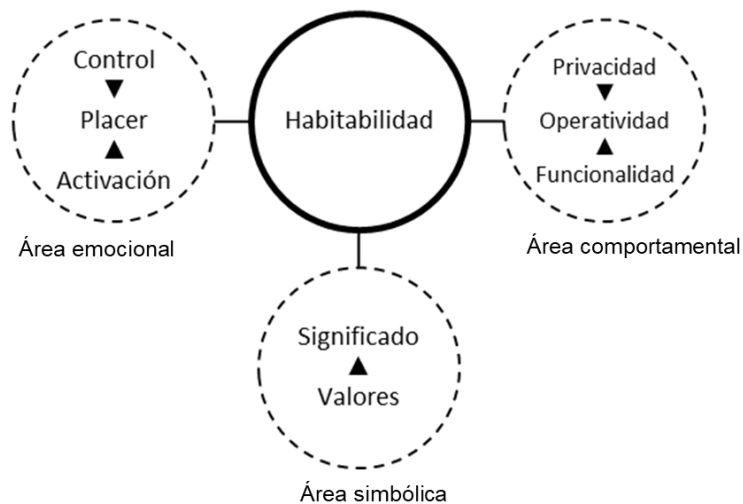 Control
Placer
Activación
Área emocional
Habitabilidad
Privacidad
Operatividad
Funcionalidad
Área comportamental
Significado
Valores
Área simbólica